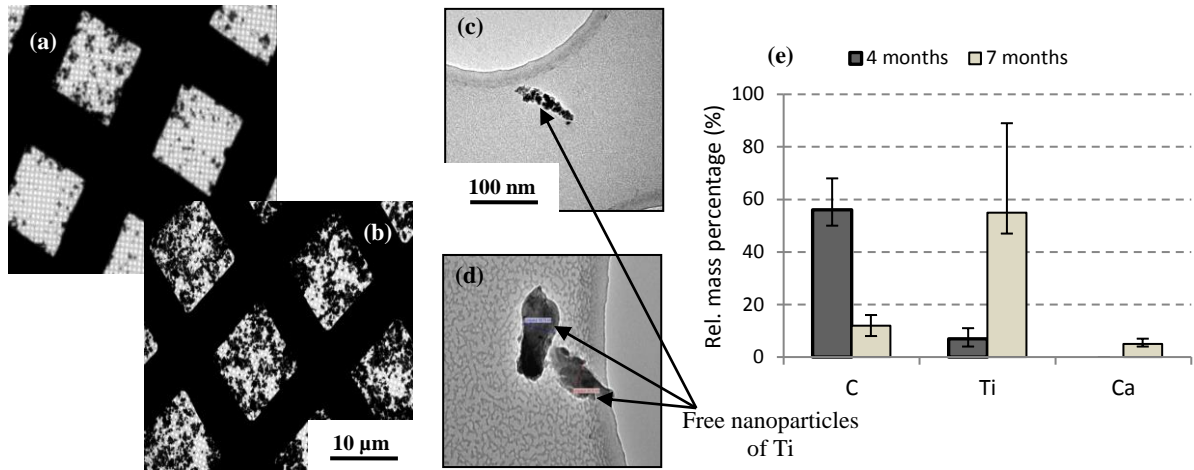 (a)
(b)
10 µm
(c)
100 nm
(d)
Free nanoparticles
of Ti
(e)
4 months
7 months
Rel. mass percentage (%)
100
80
60
40
20
0
C
Ti
Ca